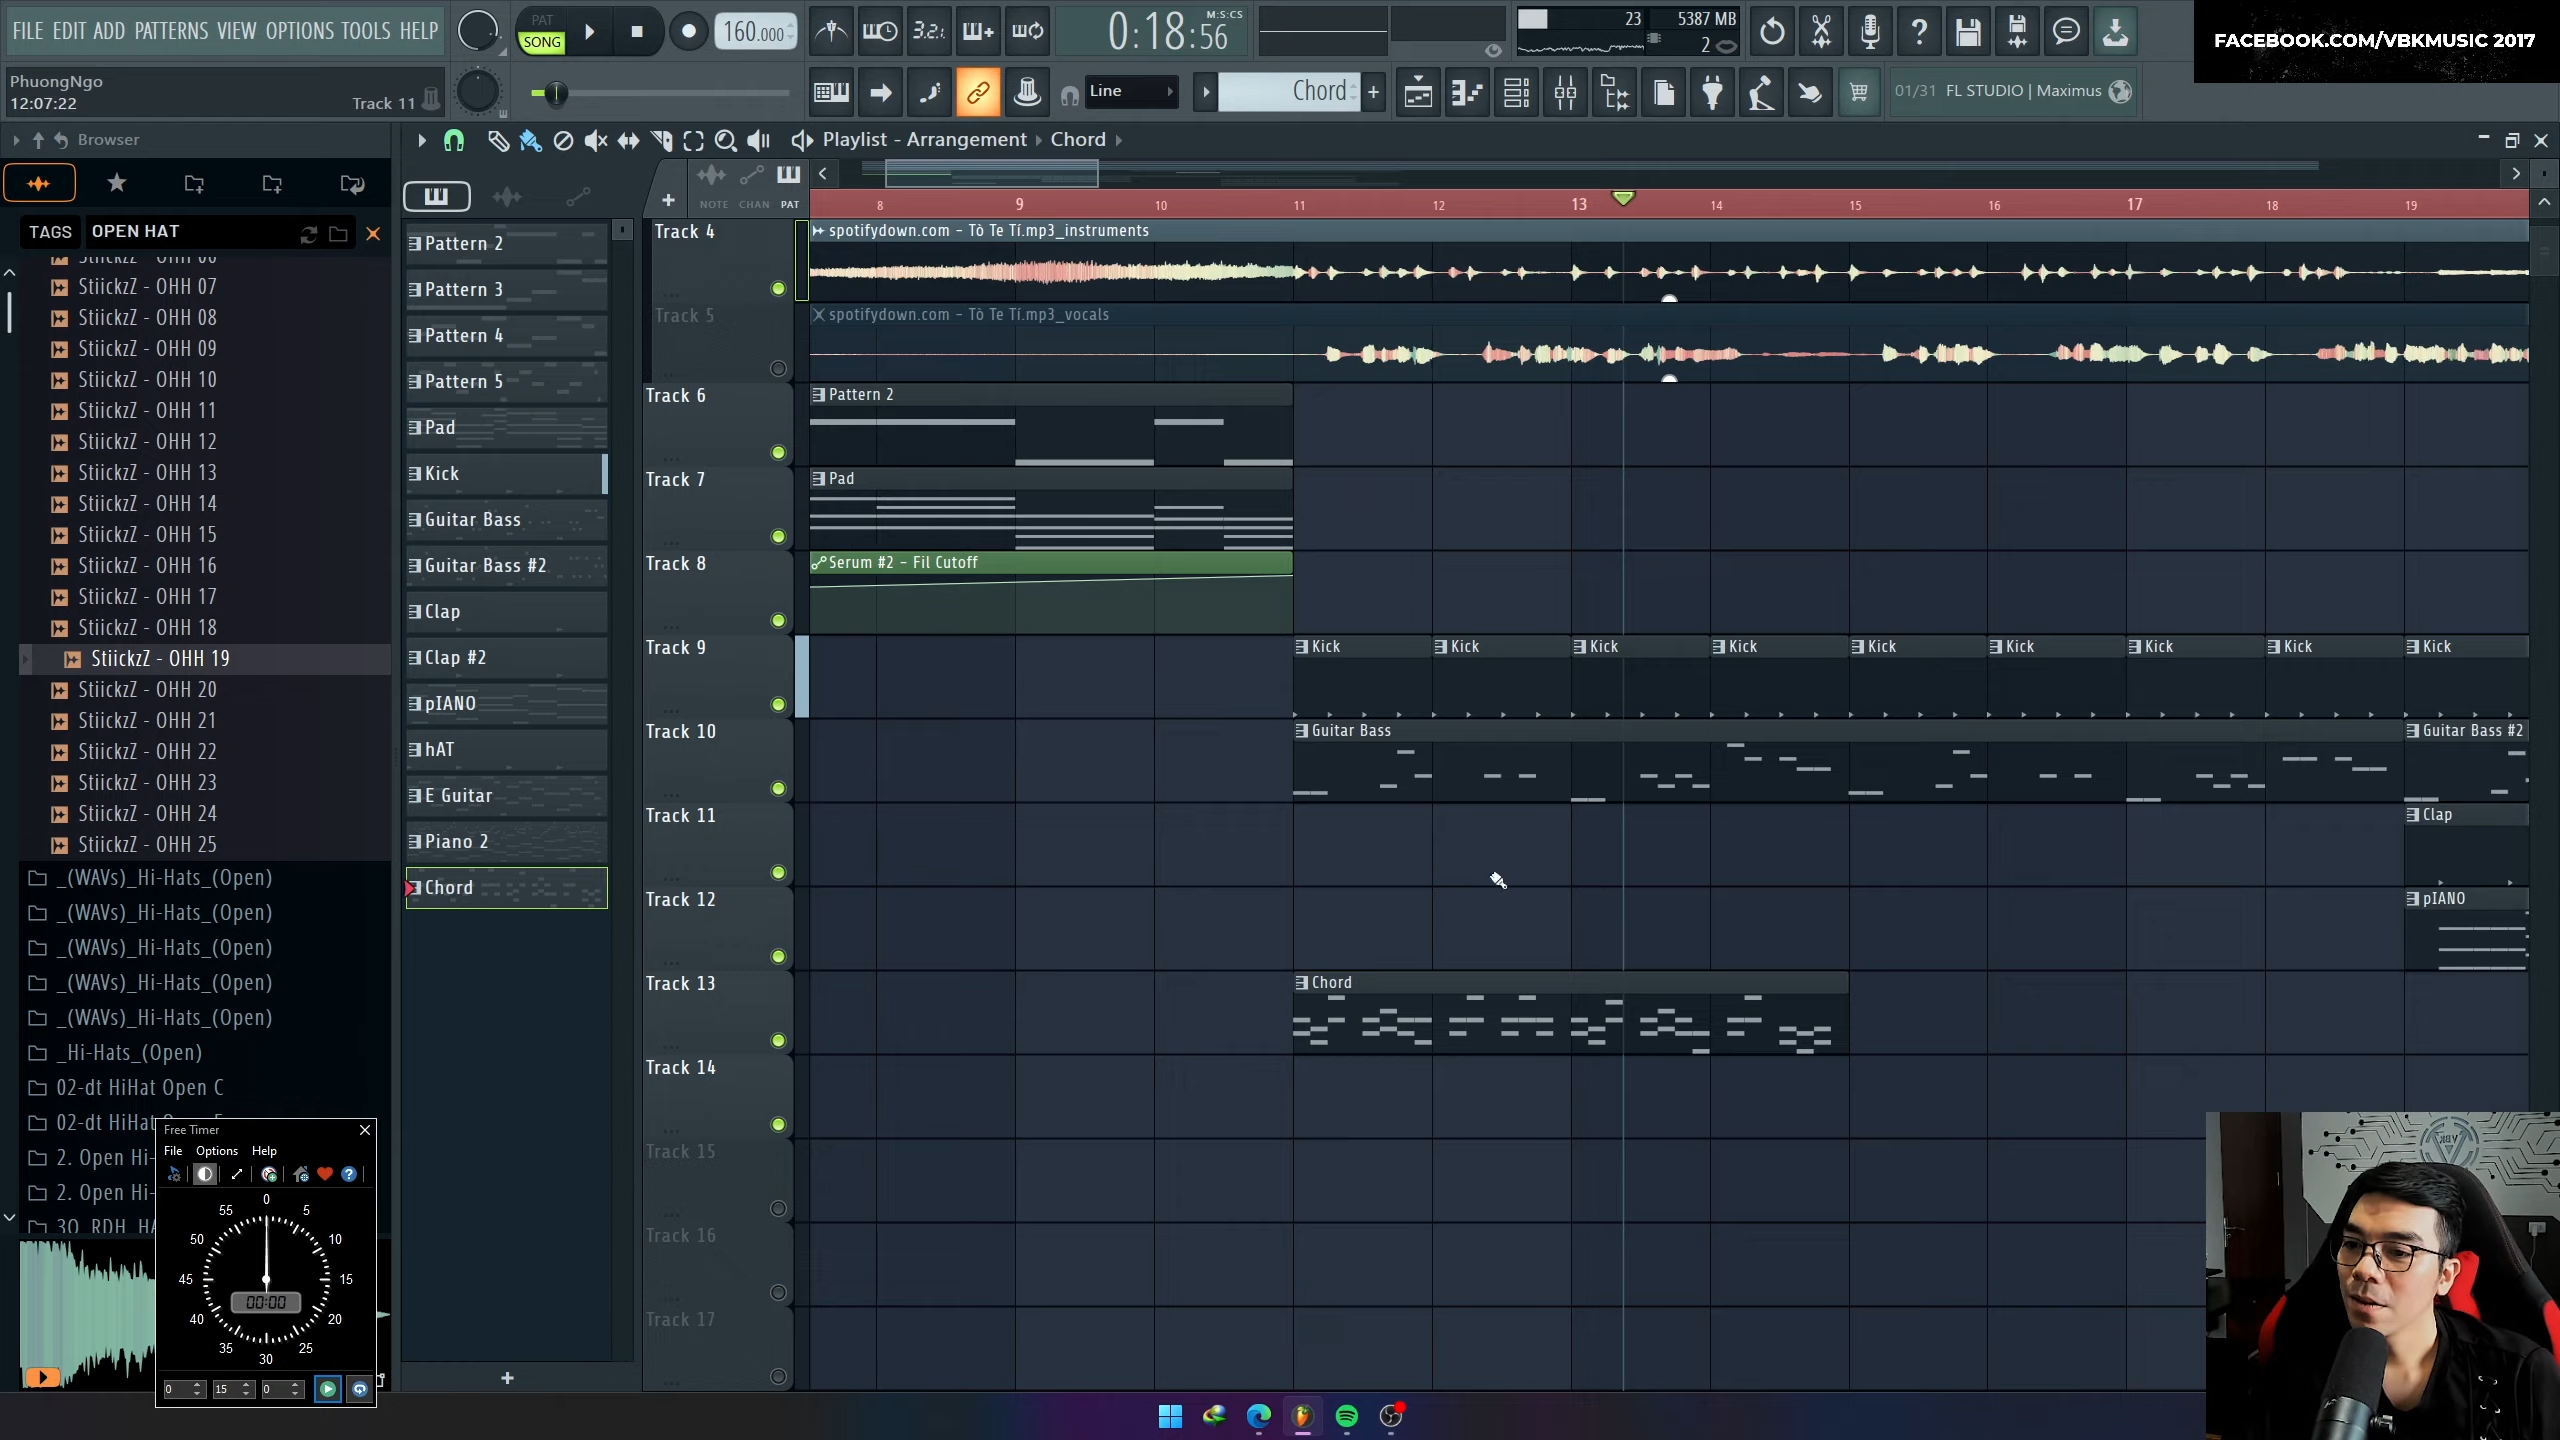 FILE EDIT ADD PATTERNS VIEW OPTIONS TOOLS HELP
PAT
SONG
160.000
3.2.1
0:18:56
M:S:CS
23
5387 MB
2
FACEBOOK.COM/VBKMUSIC 2017
PhuongNgo
12:07:22
Track 11
Line
Chord
01/31 FL STUDIO | Maximus
Browser
Playlist - Arrangement
Chord
NOTE CHAN PAT
TAGS
OPEN HAT
8 9 10 11 12 13 14 15 16 17 18 19
StiickzZ - OHH 07
StiickzZ - OHH 08
StiickzZ - OHH 09
StiickzZ - OHH 10
StiickzZ - OHH 11
StiickzZ - OHH 12
StiickzZ - OHH 13
StiickzZ - OHH 14
StiickzZ - OHH 15
StiickzZ - OHH 16
StiickzZ - OHH 17
StiickzZ - OHH 18
StiickzZ - OHH 19
StiickzZ - OHH 20
StiickzZ - OHH 21
StiickzZ - OHH 22
StiickzZ - OHH 23
StiickzZ - OHH 24
StiickzZ - OHH 25
_(WAVs)_Hi-Hats_(Open)
_(WAVs)_Hi-Hats_(Open)
_(WAVs)_Hi-Hats_(Open)
_(WAVs)_Hi-Hats_(Open)
_(WAVs)_Hi-Hats_(Open)
_Hi-Hats_(Open)
02-dt HiHat Open C
02-dt HiHat
2. Open Hi-
2. Open Hi-
Pattern 2
Pattern 3
Pattern 4
Pattern 5
Pad
Kick
Guitar Bass
Guitar Bass #2
Clap
Clap #2
pIANO
hAT
E Guitar
Piano 2
Chord
Track 4
spotifydown.com - Tò Te Tí.mp3_instruments
Track 5
spotifydown.com - Tò Te Tí.mp3_vocals
Track 6
Pattern 2
Track 7
Pad
Track 8
Serum #2 - Fil Cutoff
Track 9
Kick Kick Kick Kick Kick Kick Kick Kick Kick
Track 10
Guitar Bass
Guitar Bass #2
Track 11
Clap
Track 12
pIANO
Track 13
Chord
Track 14
Track 15
Track 16
Track 17
Free Timer
File Options Help
0
5
10
15
20
25
30
35
40
45
50
55
00:00
0 15 0